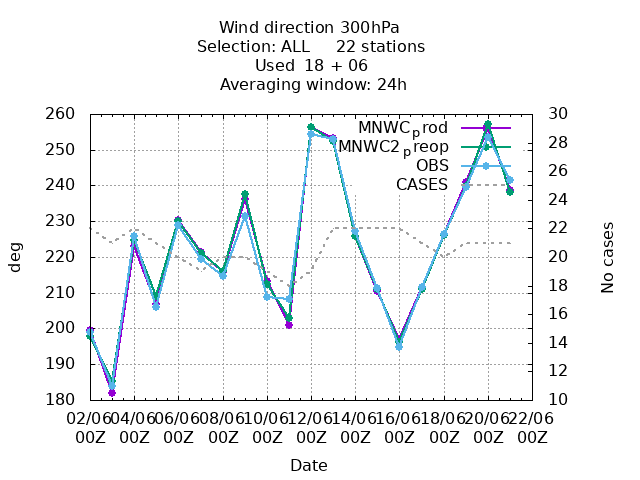 Wind direction 300hPa
Selection: ALL 22 stations
Used 18 + 06
Averaging window: 24h
260 30
250 28
240 26
230 24
220 22
210 20
200 18
190 16
180 14
12
10
MNWCprod
MNWC2preop
OBS
CASES
deg
No cases
02/06 04/06 06/06 08/06 10/06 12/06 14/06 16/06 18/06 20/06 22/06
00Z 00Z 00Z 00Z 00Z 00Z 00Z 00Z 00Z 00Z 00Z
Date